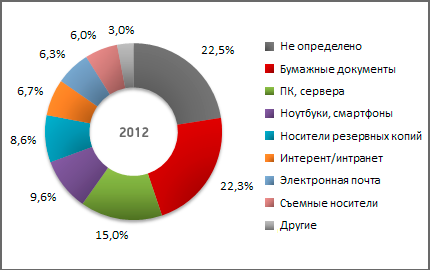 3,0%
6,0%
6,3%
6,7%
8,6%
9,6%
15,0%
22,3%
22,5%
2012
Не определено
Бумажные документы
ПК, сервера
Ноутбуки, смартфоны
Носители резервных копий
Интерент/интранет
Электронная почта
Съемные носители
Другие